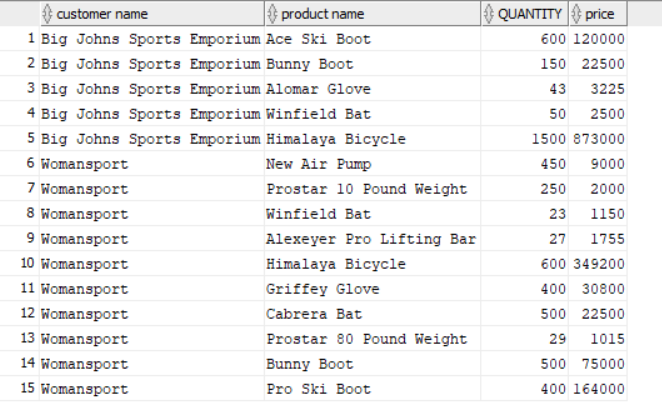 customer name product name QUANTITY price
1 Big Johns Sports Emporium Ace Ski Boot 600 120000
2 Big Johns Sports Emporium Bunny Boot 150 22500
3 Big Johns Sports Emporium Alomar Glove 43 3225
4 Big Johns Sports Emporium Winfield Bat 50 2500
5 Big Johns Sports Emporium Himalaya Bicycle 1500 873000
6 Womansport New Air Pump 450 9000
7 Womansport Prostar 10 Pound Weight 250 2000
8 Womansport Winfield Bat 23 1150
9 Womansport Alexeyer Pro Lifting Bar 27 1755
10 Womansport Himalaya Bicycle 600 349200
11 Womansport Griffey Glove 400 30800
12 Womansport Cabrera Bat 500 22500
13 Womansport Prostar 80 Pound Weight 29 1015
14 Womansport Bunny Boot 500 75000
15 Womansport Pro Ski Boot 400 164000